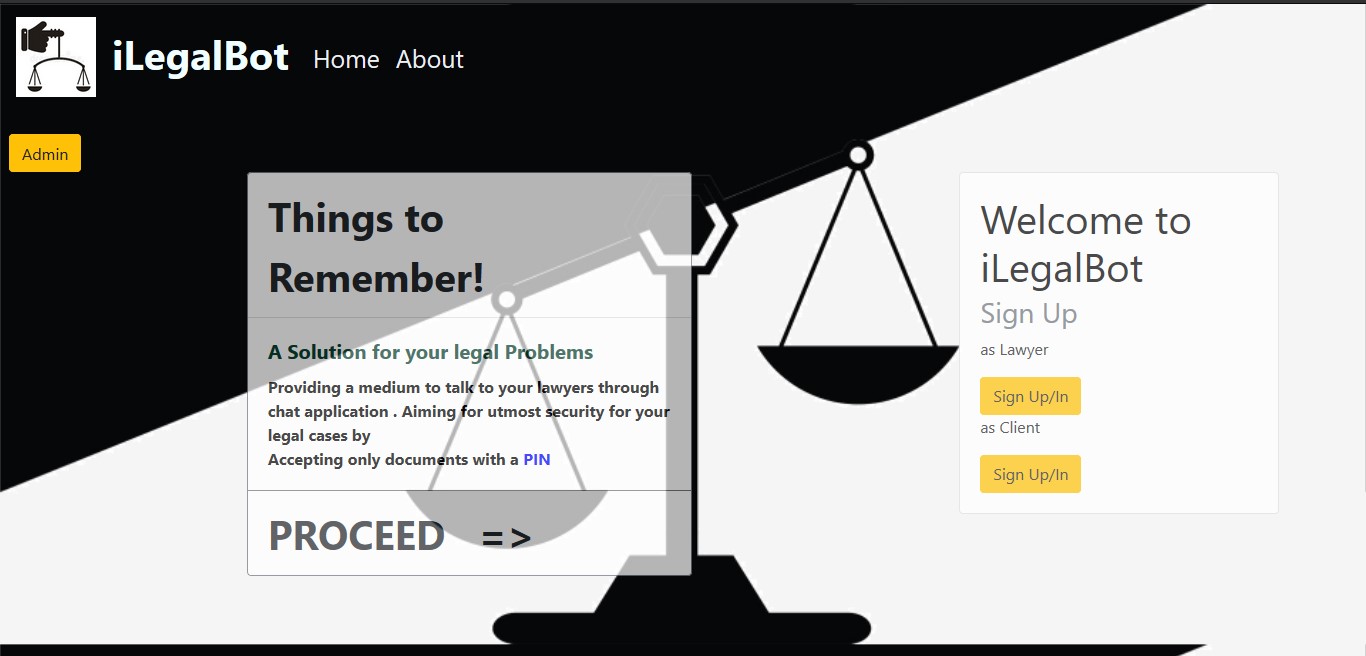 iLegalBot Home About
Admin
Things to
Remember!
A Solution for your legal Problems
Providing a medium to talk to your lawyers through
chat application . Aiming for utmost security for your
legal cases by
Accepting only documents with a PIN
PROCEED =>
Welcome to
iLegalBot
Sign Up
as Lawyer
Sign Up/In
as Client
Sign Up/In